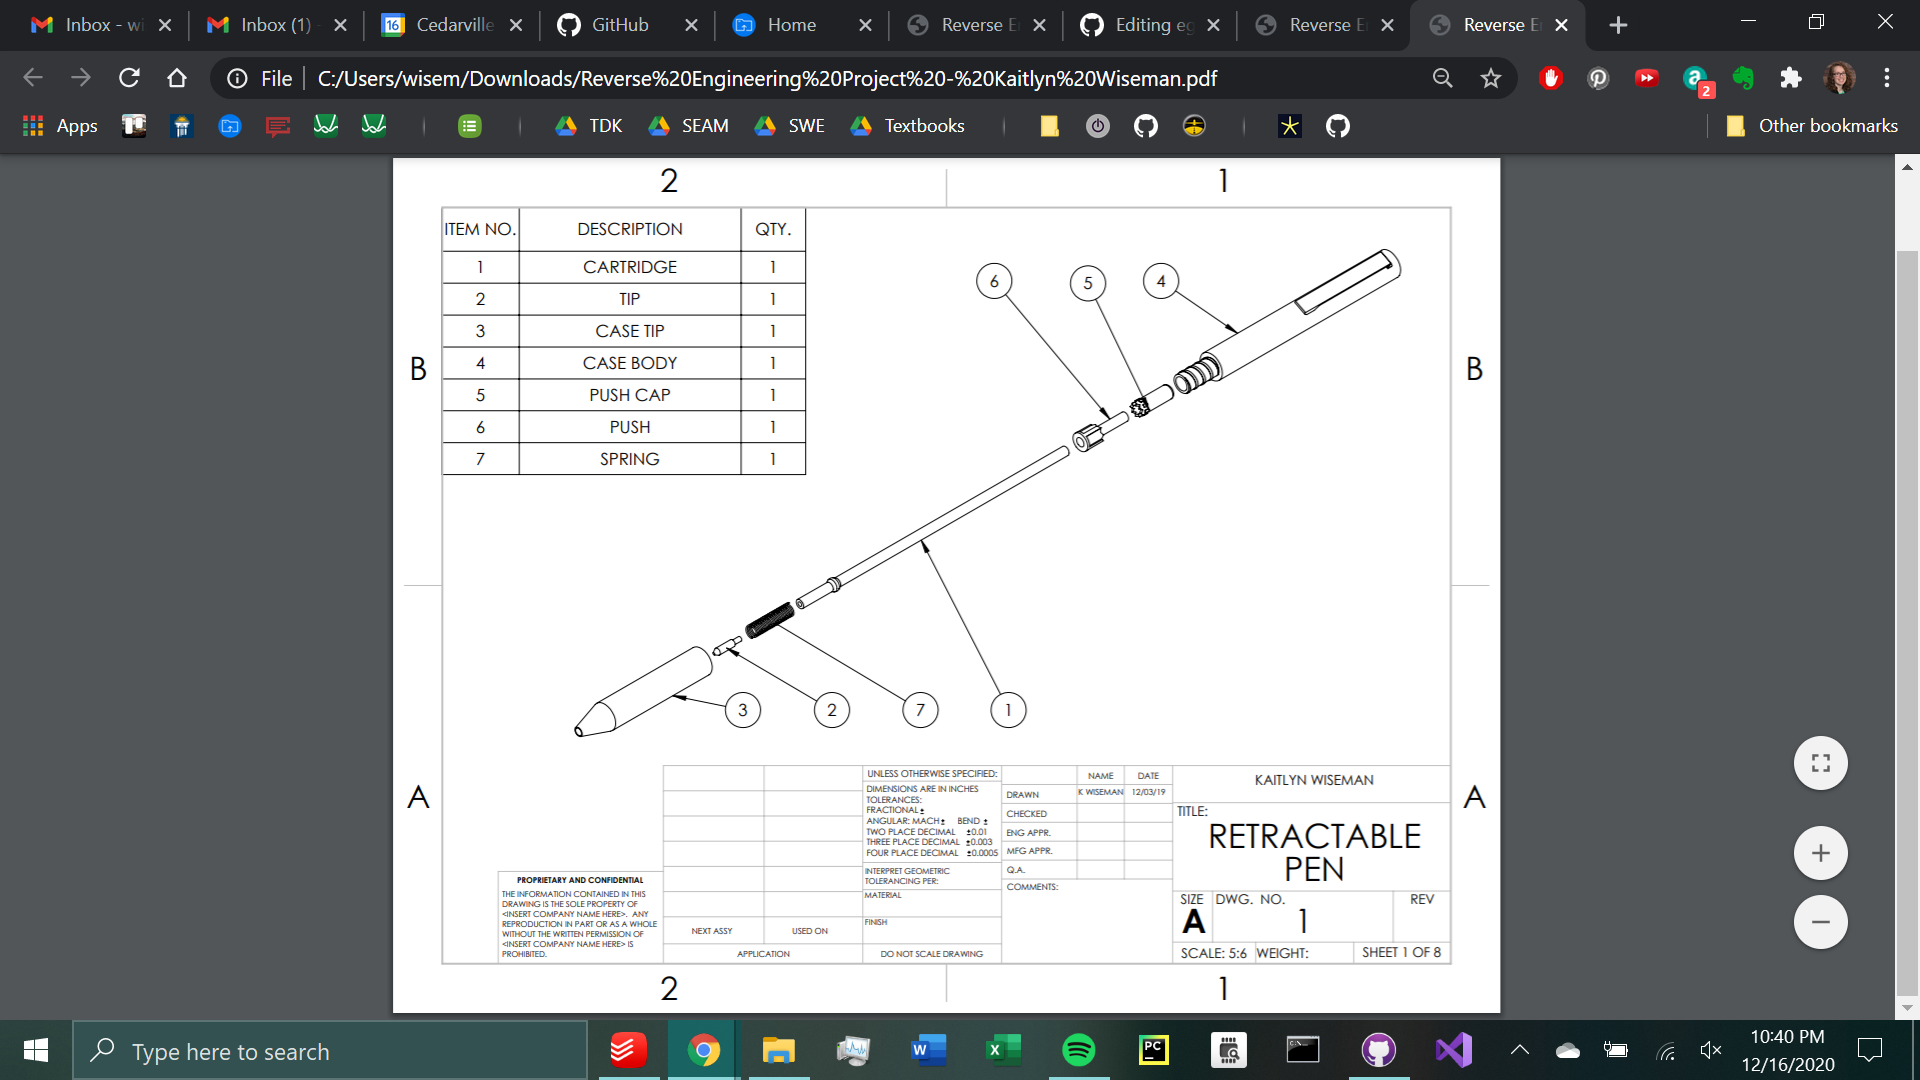 Inbox - wi
Inbox (1)
16
Cedarville
GitHub
Home
Reverse E
Editing eg
Reverse E
Reverse E
File
C:/Users/wisem/Downloads/Reverse%20Engineering%20Project%20-%20Kaitlyn%20Wiseman.pdf
a
2
Apps
TDK
SEAM
SWE
Textbooks
Other bookmarks
2 1
ITEM NO. DESCRIPTION QTY.
1 CARTRIDGE 1
2 TIP 1
3 CASE TIP 1
4 CASE BODY 1
5 PUSH CAP 1
6 PUSH 1
7 SPRING 1
6 5 4
B B
3 2 7 1
A A
UNLESS OTHERWISE SPECIFIED:
DIMENSIONS ARE IN INCHES
TOLERANCES:
FRACTIONAL ±
ANGULAR: MACH ± BEND ±
TWO PLACE DECIMAL ±0.01
THREE PLACE DECIMAL ±0.003
FOUR PLACE DECIMAL ±0.0005
INTERPRET GEOMETRIC
TOLERANCING PER:
MATERIAL
FINISH
DO NOT SCALE DRAWING
NAME DATE
DRAWN K WISEMAN 12/03/19
CHECKED
ENG APPR.
MFG APPR.
Q.A.
COMMENTS:
KAITLYN WISEMAN
TITLE:
RETRACTABLE
PEN
SIZE DWG. NO. REV
A 1
SCALE: 5:6 WEIGHT: SHEET 1 OF 8
PROPRIETARY AND CONFIDENTIAL
THE INFORMATION CONTAINED IN THIS
DRAWING IS THE SOLE PROPERTY OF
<INSERT COMPANY NAME HERE>. ANY
REPRODUCTION IN PART OR AS A WHOLE
WITHOUT THE WRITTEN PERMISSION OF
<INSERT COMPANY NAME HERE> IS
PROHIBITED.
NEXT ASSY USED ON
APPLICATION
2 1
Type here to search
W
X
PC
10:40 PM
12/16/2020